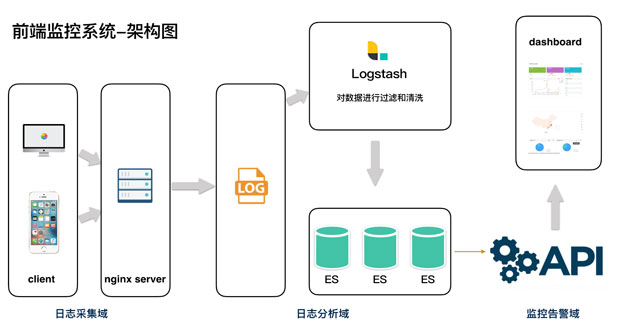 前端监控系统-架构图
client
nginx server
LOG
Logstash
对数据进行过滤和清洗
ES
ES
ES
API
dashboard
日志采集域
日志分析域
监控告警域